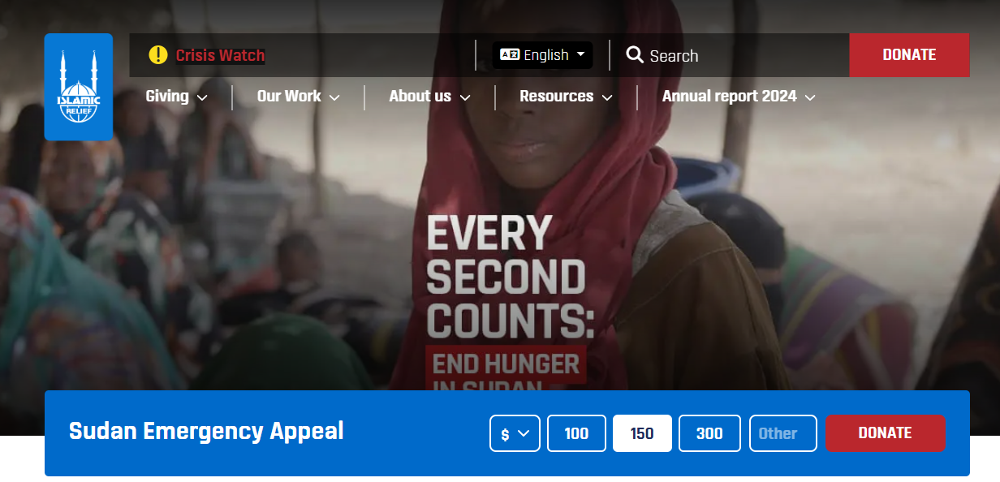 ISLAMIC
RELIEF
Crisis Watch
English
Search
DONATE
Giving
Our Work
About us
Resources
Annual report 2024
EVERY
SECOND
COUNTS:
END HUNGER
IN SUDAN
Sudan Emergency Appeal
$
100
150
300
Other
DONATE